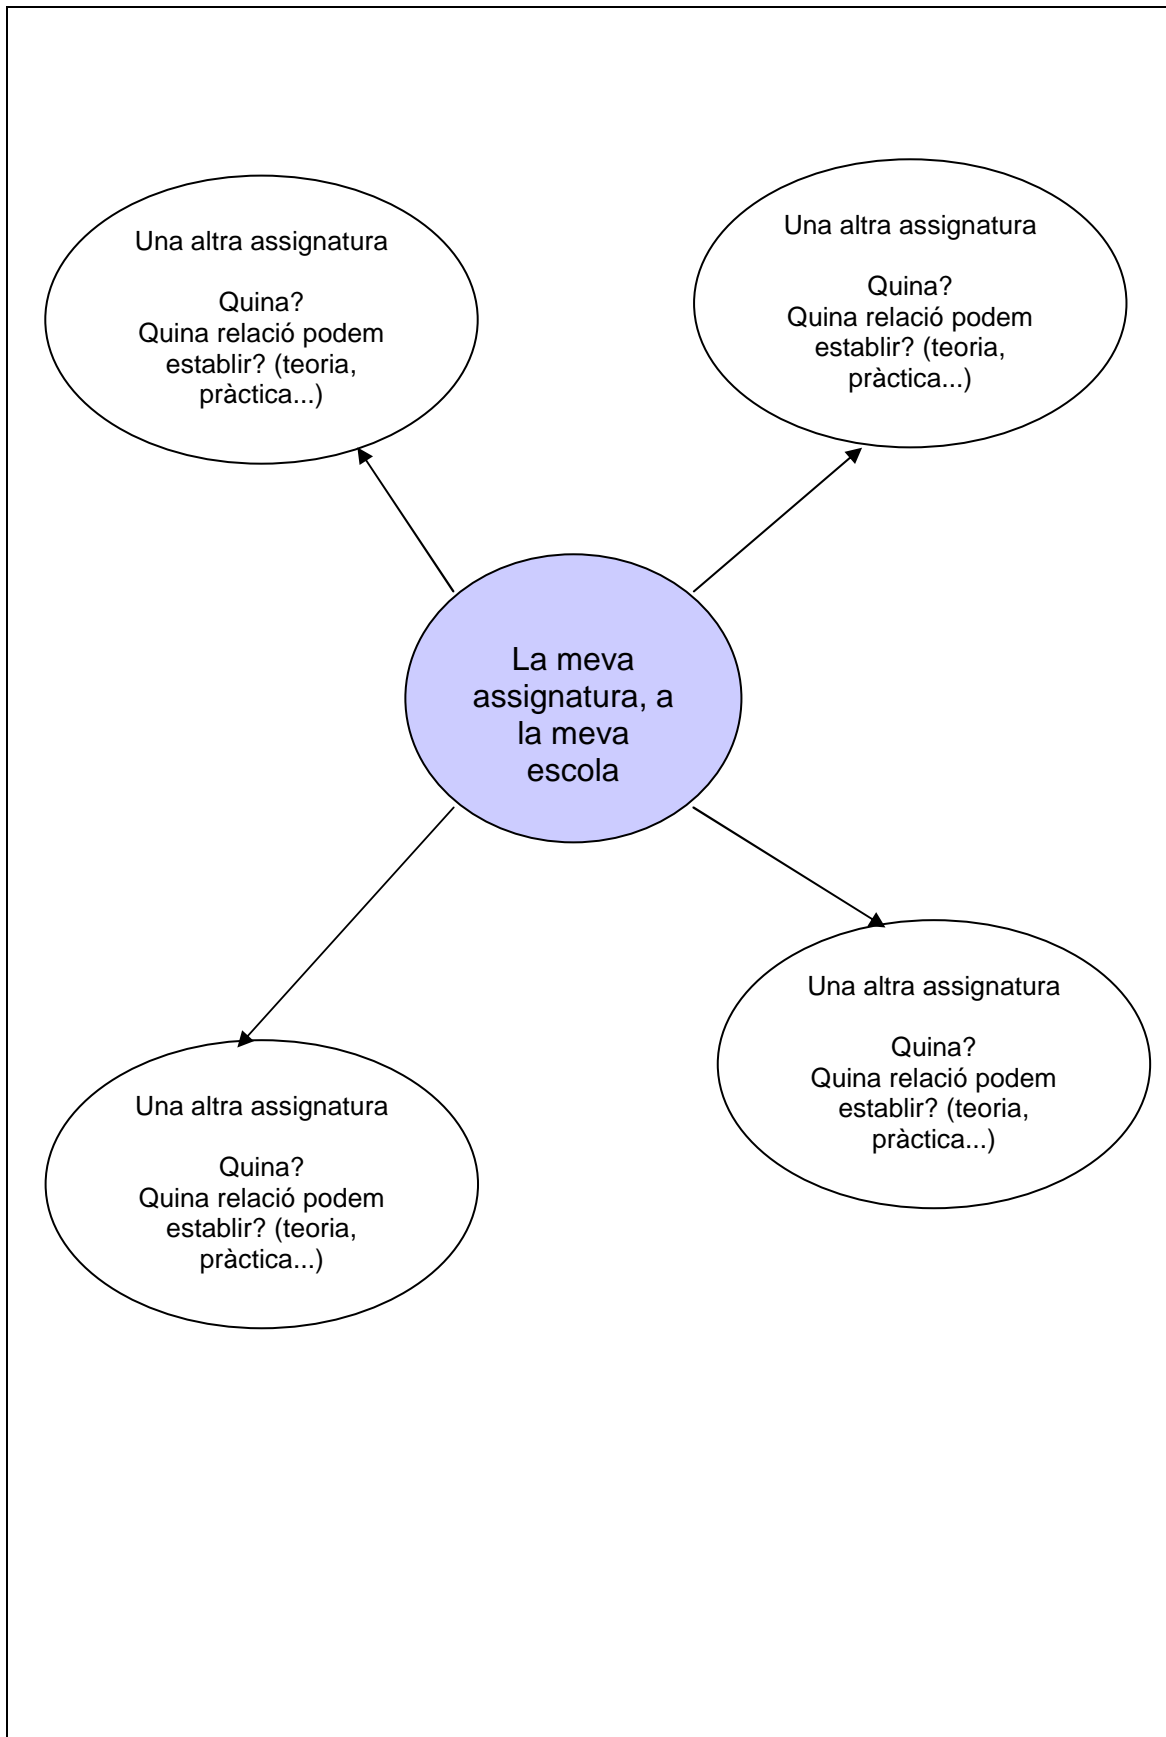 Una altra assignatura
Quina?
Quina relació podem
establir? (teoria,
pràctica...)
Una altra assignatura
Quina?
Quina relació podem
establir? (teoria,
pràctica...)
La meva
assignatura, a
la meva
escola
Una altra assignatura
Quina?
Quina relació podem
establir? (teoria,
pràctica...)
Una altra assignatura
Quina?
Quina relació podem
establir? (teoria,
pràctica...)